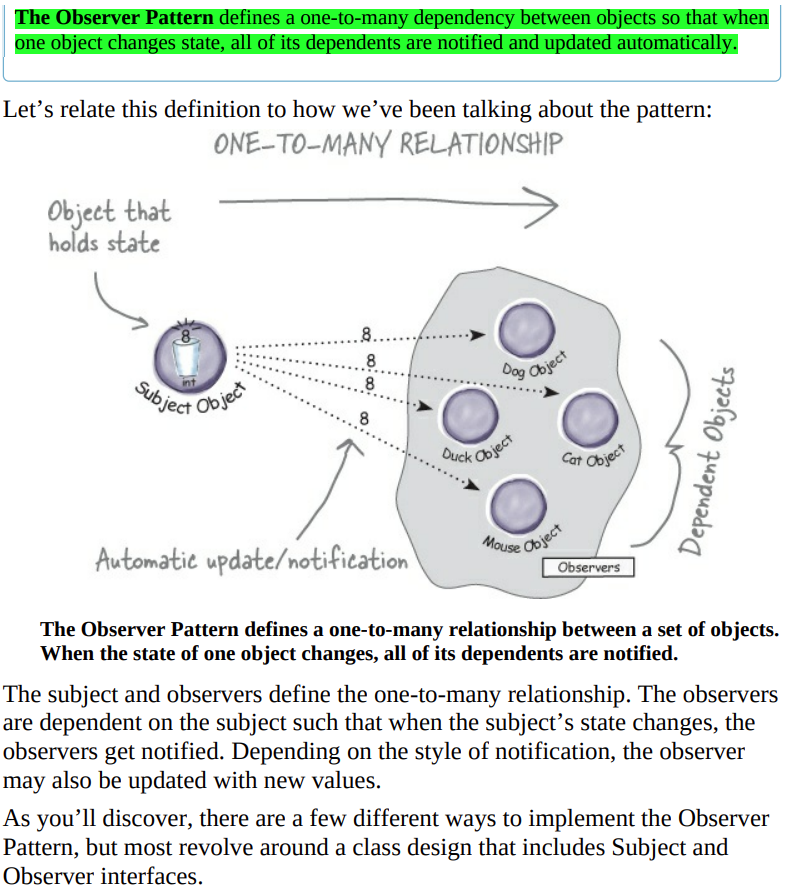 The Observer Pattern defines a one-to-many dependency between objects so that when
one object changes state, all of its dependents are notified and updated automatically.
Let’s relate this definition to how we’ve been talking about the pattern:
ONE-TO-MANY RELATIONSHIP
Object that
holds state
8
int
Subject Object
8
8
8
8
Dog Object
Duck Object
Cat Object
Mouse Object
Observers
Dependent Objects
Automatic update/notification
The Observer Pattern defines a one-to-many relationship between a set of objects.
When the state of one object changes, all of its dependents are notified.
The subject and observers define the one-to-many relationship. The observers
are dependent on the subject such that when the subject’s state changes, the
observers get notified. Depending on the style of notification, the observer
may also be updated with new values.
As you’ll discover, there are a few different ways to implement the Observer
Pattern, but most revolve around a class design that includes Subject and
Observer interfaces.